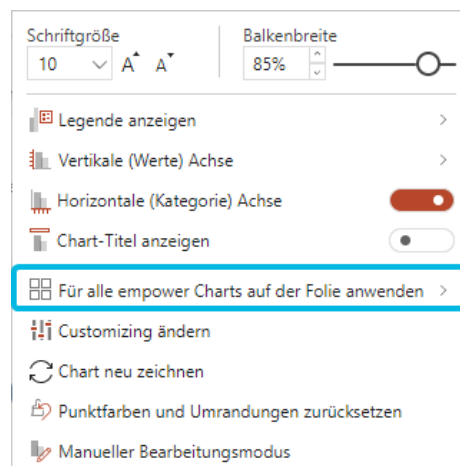 Schriftgröße Balkenbreite
10 A A 85%
Legende anzeigen
Vertikale (Werte) Achse
Horizontale (Kategorie) Achse
Chart-Titel anzeigen
Für alle empower Charts auf der Folie anwenden
Customizing ändern
Chart neu zeichnen
Punktfarben und Umrandungen zurücksetzen
Manueller Bearbeitungsmodus